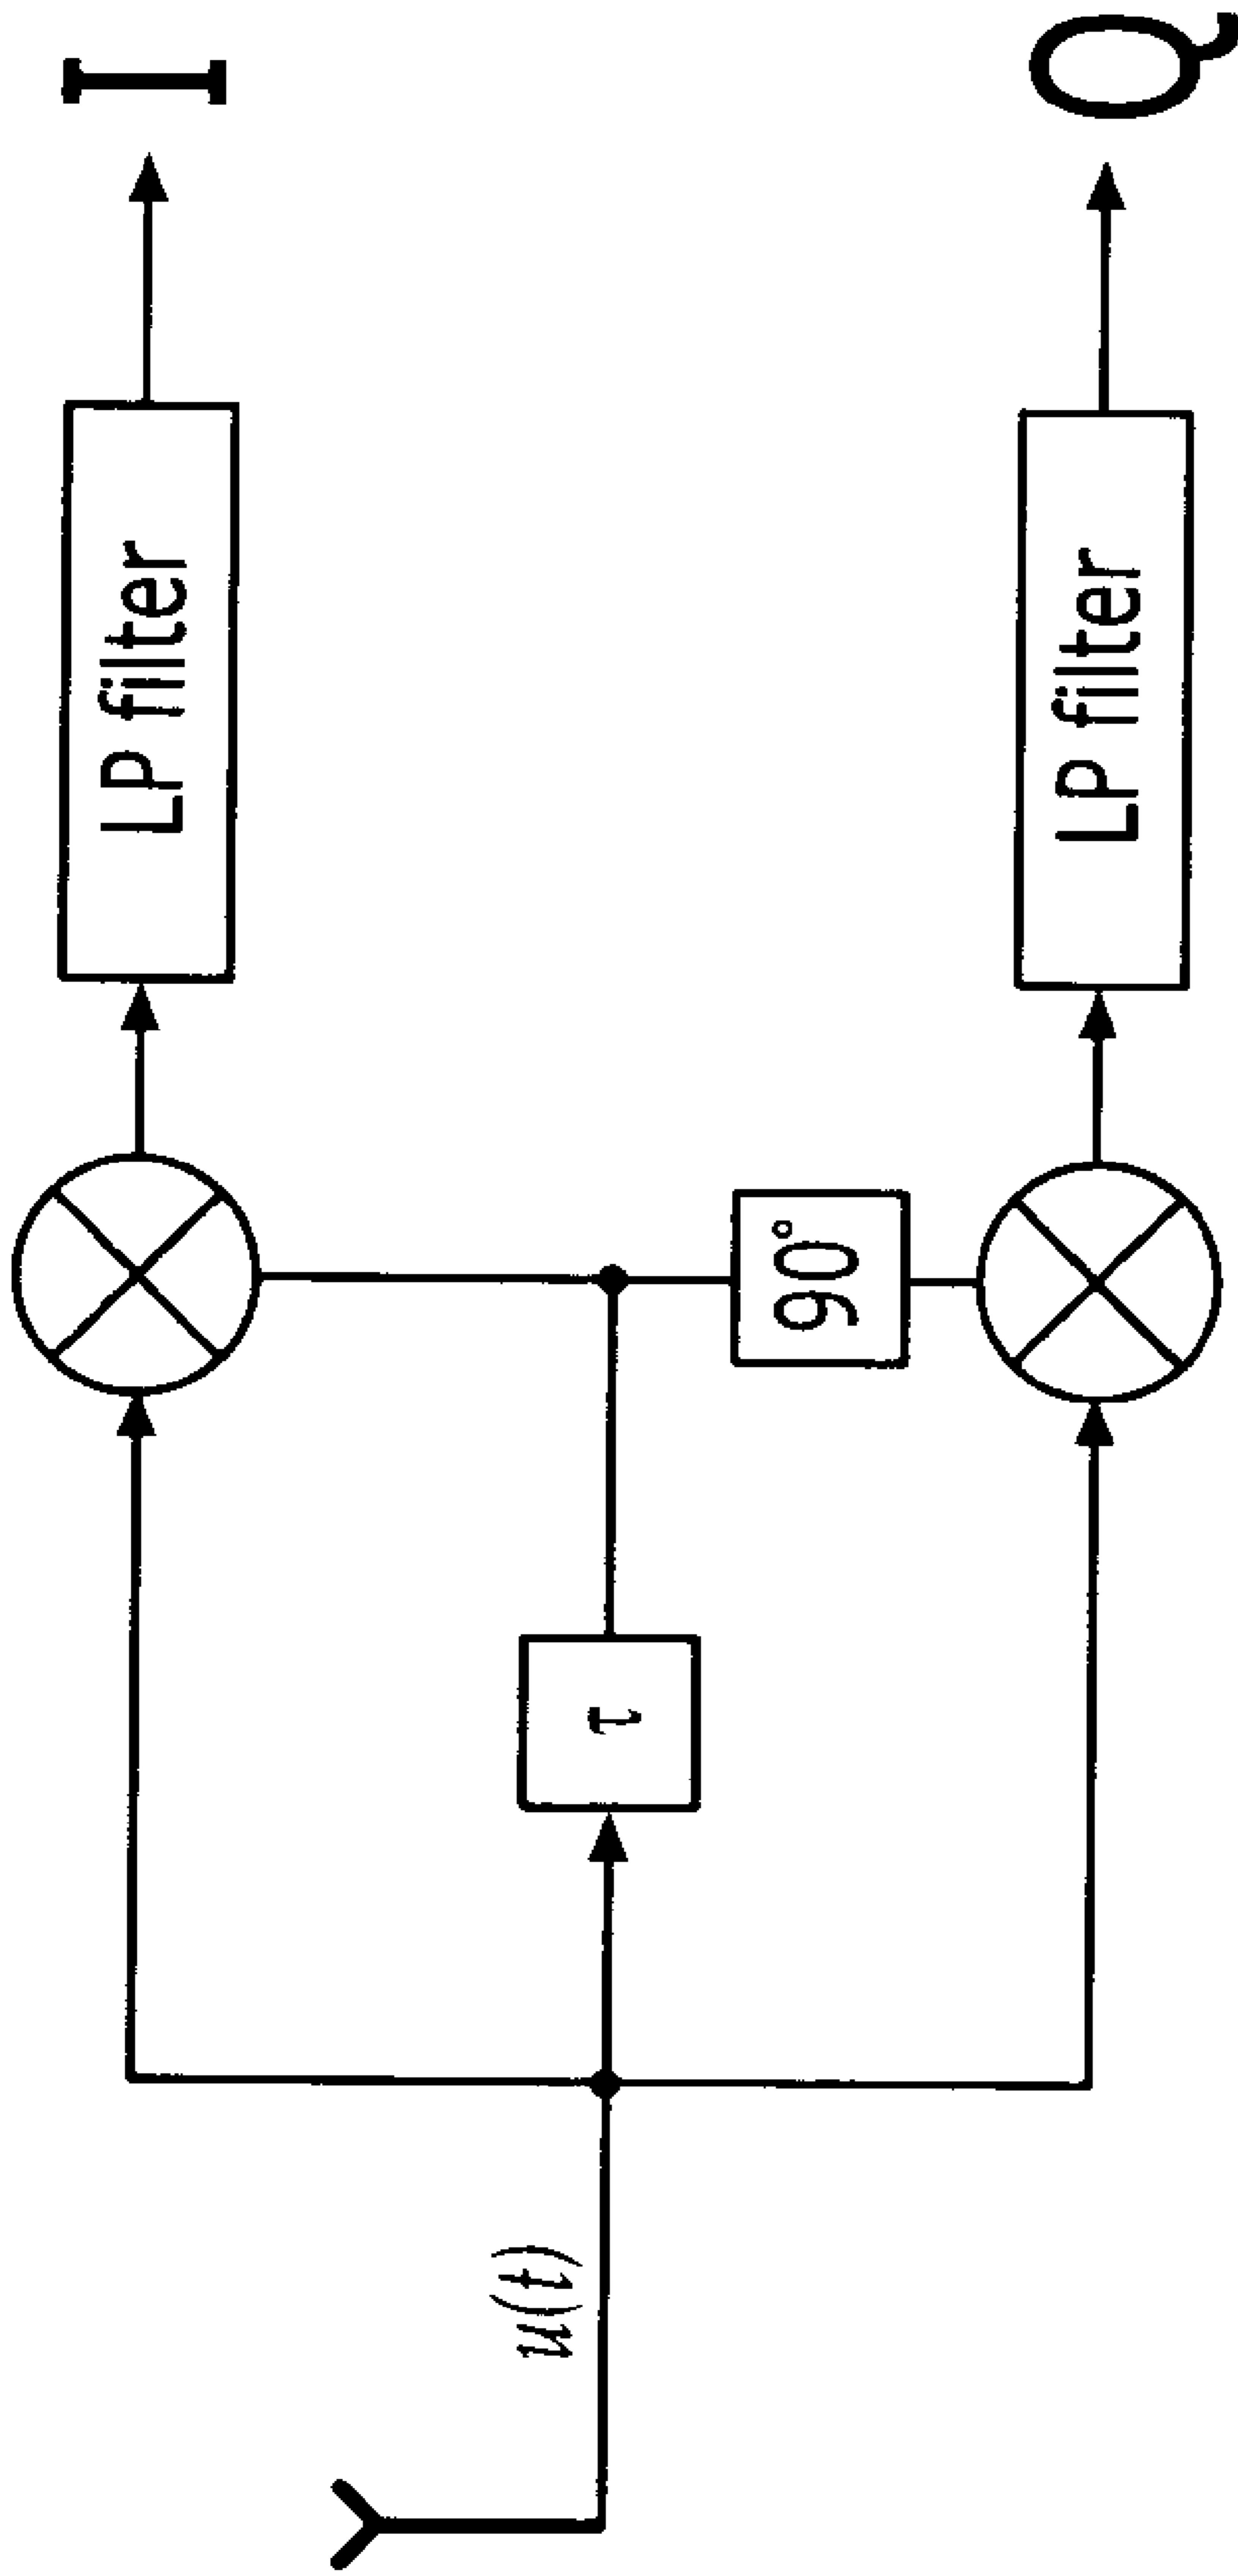 I
LP filter
u(t)
τ
90°
LP filter
Q